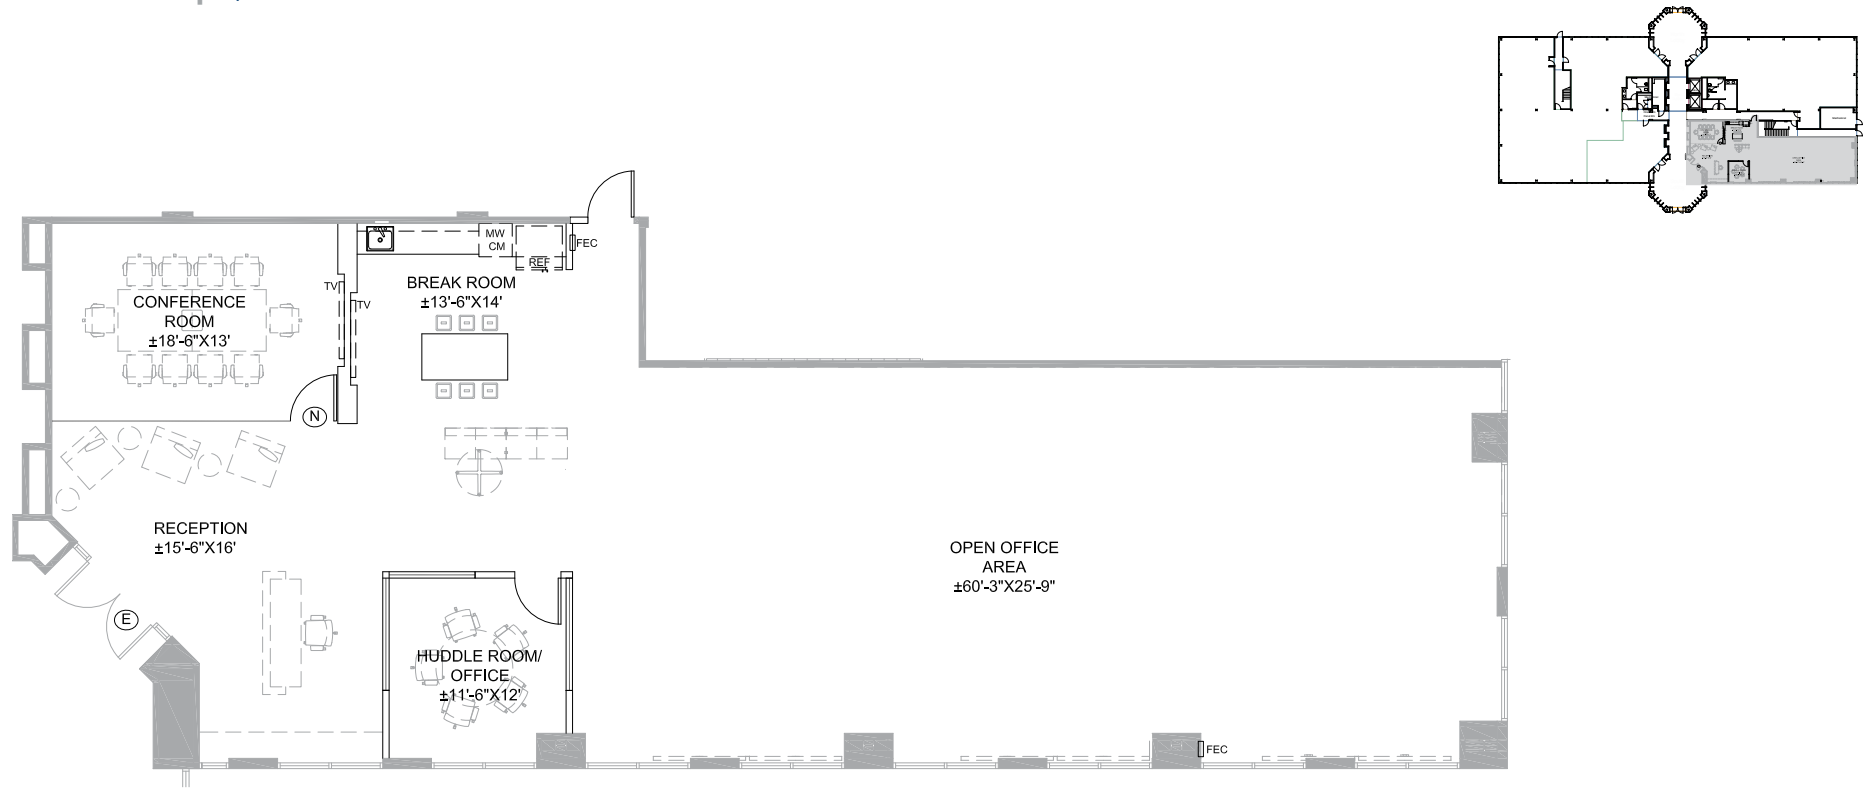 MW
CM
REF
FEC
BREAK ROOM
±13'-6"X14'
TV
TV
CONFERENCE
ROOM
±18'-6"X13'
N
RECEPTION
±15'-6"X16'
E
OPEN OFFICE
AREA
±60'-3"X25'-9"
HUDDLE ROOM/
OFFICE
±11'-6"X12'
FEC